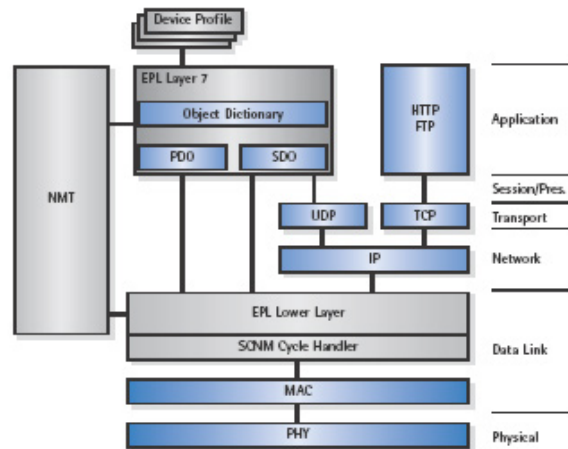 Device Profile
EPL Layer 7
Object Dictionary
PDO
SDO
HTTP
FTP
Application
NMT
Session/Pres.
UDP
TCP
Transport
IP
Network
EPL Lower Layer
SCNM Cycle Handler
Data Link
MAC
PHY
Physical